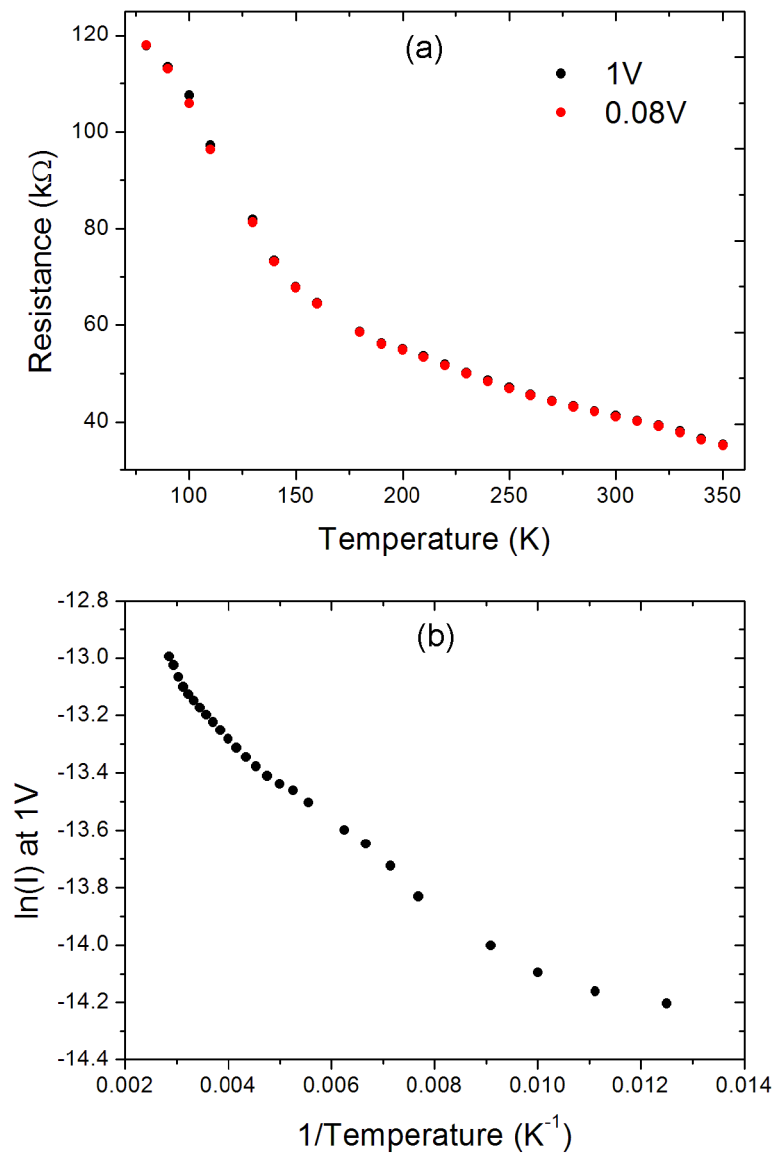 (a)
1V
0.08V
120
100
80
60
40
Resistance (kΩ)
100 150 200 250 300 350
Temperature (K)
(b)
-12.8
-13.0
-13.2
-13.4
-13.6
-13.8
-14.0
-14.2
-14.4
ln(I) at 1V
0.002 0.004 0.006 0.008 0.010 0.012 0.014
1/Temperature (K⁻¹)